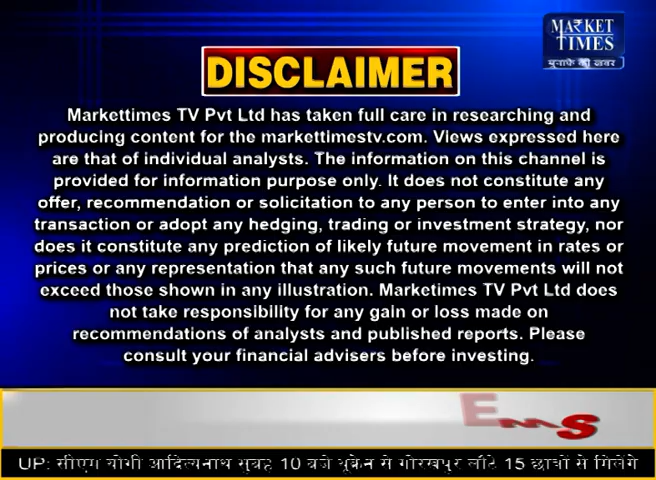 MARKET
TIMES
मुनाफे की खबर
DISCLAIMER
Markettimes TV Pvt Ltd has taken full care in researching and
producing content for the markettimestv.com. Views expressed here
are that of individual analysts. The information on this channel is
provided for information purpose only. It does not constitute any
offer, recommendation or solicitation to any person to enter into any
transaction or adopt any hedging, trading or investment strategy, nor
does it constitute any prediction of likely future movement in rates or
prices or any representation that any such future movements will not
exceed those shown in any illustration. Marketimes TV Pvt Ltd does
not take responsibility for any gain or loss made on
recommendations of analysts and published reports. Please
consult your financial advisers before investing.
EMS
UP: सीएम योगी आदित्यनाथ सुबह 10 बजे यूक्रेन से गोरखपुर लौटे 15 छात्रों से मिलेंगे